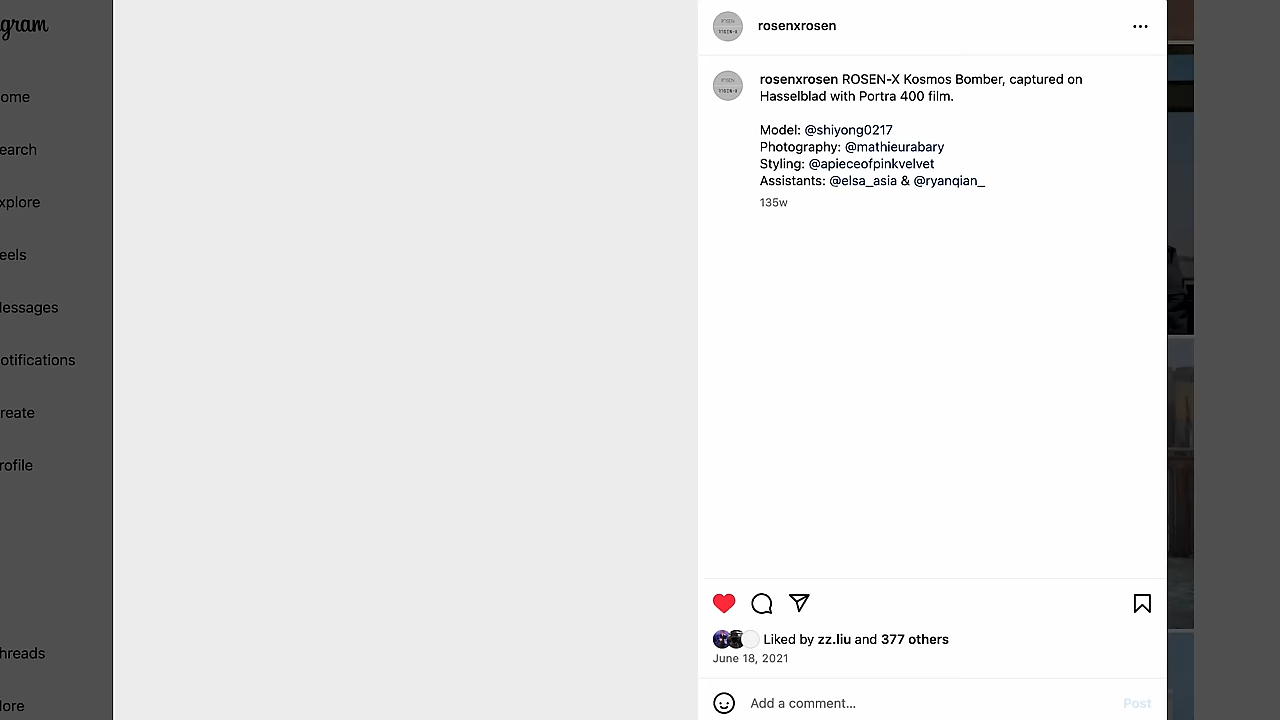 gram
ome
earch
xplore
eels
lessages
otifications
reate
rofile
hreads
lore
rosenxrosen
rosenxrosen ROSEN-X Kosmos Bomber, captured on
Hasselblad with Portra 400 film.
Model: @shiyong0217
Photography: @mathieurabary
Styling: @apieceofpinkvelvet
Assistants: @elsa_asia & @ryanqian_
135w
Liked by zz.liu and 377 others
June 18, 2021
Add a comment...
Post